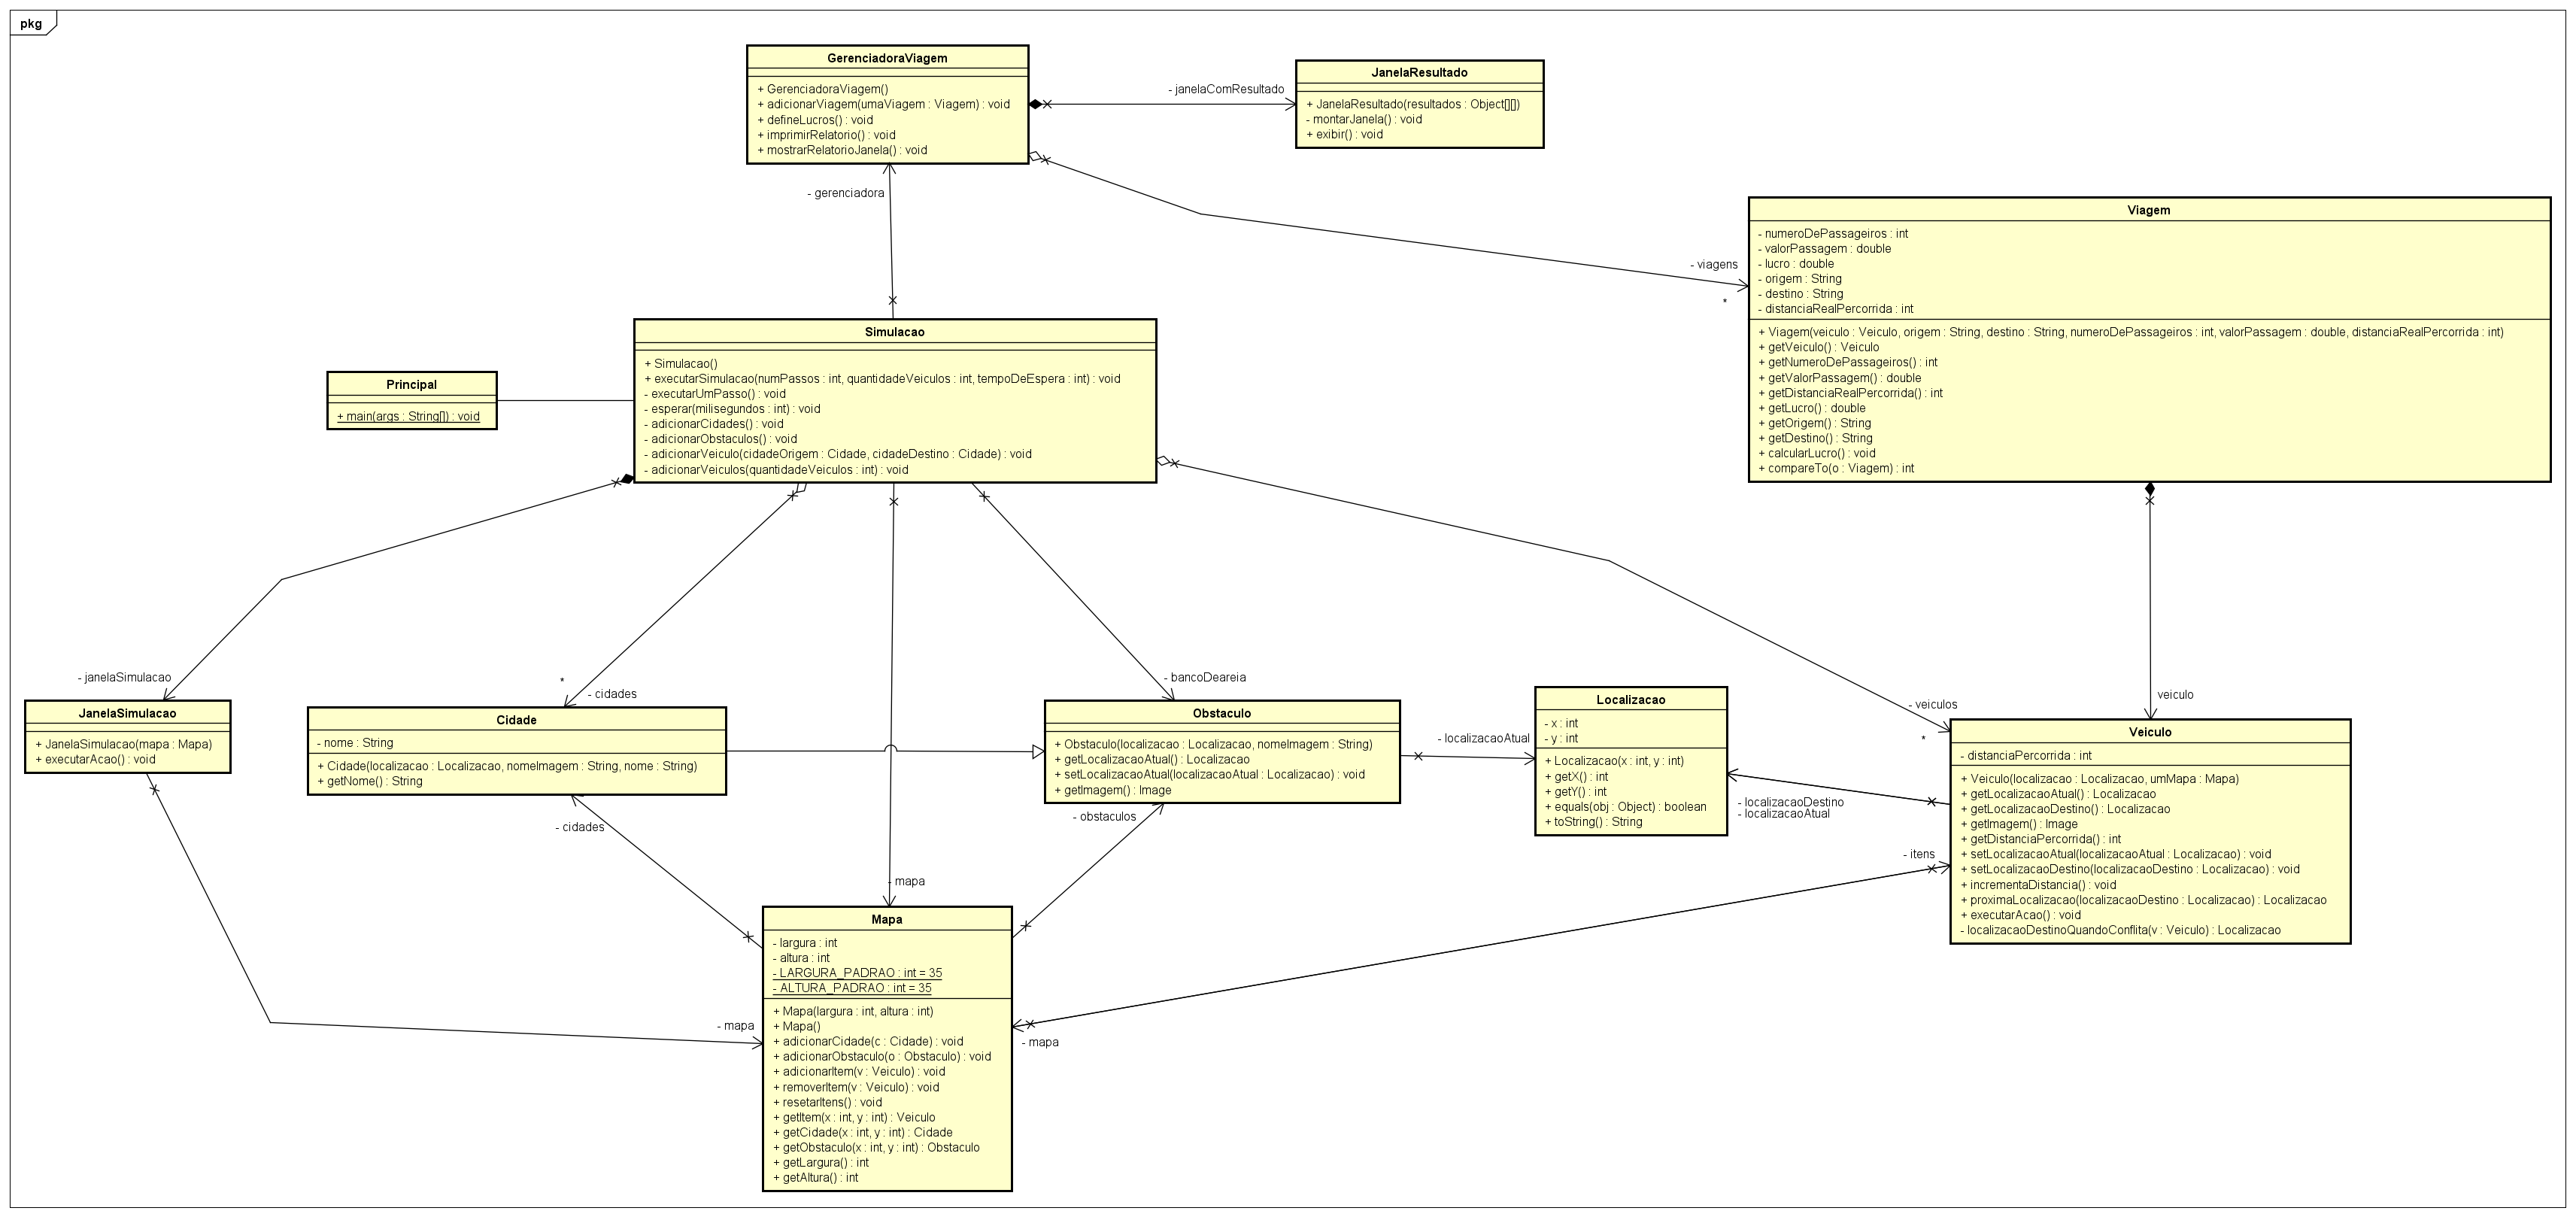 pkg
GerenciadoraViagem
+ GerenciadoraViagem()
+ adicionarViagem(umaViagem : Viagem) : void
+ defineLucros() : void
+ imprimirRelatorio() : void
+ mostrarRelatorioJanela() : void
- janelaComResultado
JanelaResultado
+ JanelaResultado(resultados : Object[][])
- montarJanela() : void
+ exibir() : void
- gerenciadora
- viagens
*
Viagem
- numeroDePassageiros : int
- valorPassagem : double
- lucro : double
- origem : String
- destino : String
- distanciaRealPercorrida : int
+ Viagem(veiculo : Veiculo, origem : String, destino : String, numeroDePassageiros : int, valorPassagem : double, distanciaRealPercorrida : int)
+ getVeiculo() : Veiculo
+ getNumeroDePassageiros() : int
+ getValorPassagem() : double
+ getDistanciaRealPercorrida() : int
+ getLucro() : double
+ getOrigem() : String
+ getDestino() : String
+ calcularLucro() : void
+ compareTo(o : Viagem) : int
Simulacao
+ Simulacao()
+ executarSimulacao(numPassos : int, quantidadeVeiculos : int, tempoDeEspera : int) : void
- executarUmPasso() : void
- esperar(milisegundos : int) : void
- adicionarCidades() : void
- adicionarObstaculos() : void
- adicionarVeiculo(cidadeOrigem : Cidade, cidadeDestino : Cidade) : void
- adicionarVeiculos(quantidadeVeiculos : int) : void
Principal
+ main(args : String[]) : void
- janelaSimulacao
JanelaSimulacao
+ JanelaSimulacao(mapa : Mapa)
+ executarAcao() : void
*
- cidades
Cidade
- nome : String
+ Cidade(localizacao : Localizacao, nomeImagem : String, nome : String)
+ getNome() : String
- cidades
- bancoDeareia
Obstaculo
+ Obstaculo(localizacao : Localizacao, nomeImagem : String)
+ getLocalizacaoAtual() : Localizacao
+ setLocalizacaoAtual(localizacaoAtual : Localizacao) : void
+ getImagem() : Image
- obstaculos
- localizacaoAtual
Localizacao
- x : int
- y : int
+ Localizacao(x : int, y : int)
+ getX() : int
+ getY() : int
+ equals(obj : Object) : boolean
+ toString() : String
- localizacaoDestino
- localizacaoAtual
- veiculos
*
veiculo
Veiculo
- distanciaPercorrida : int
+ Veiculo(localizacao : Localizacao, umMapa : Mapa)
+ getLocalizacaoAtual() : Localizacao
+ getLocalizacaoDestino() : Localizacao
+ getImagem() : Image
+ getDistanciaPercorrida() : int
+ setLocalizacaoAtual(localizacaoAtual : Localizacao) : void
+ setLocalizacaoDestino(localizacaoDestino : Localizacao) : void
+ incrementaDistancia() : void
+ proximaLocalizacao(localizacaoDestino : Localizacao) : Localizacao
+ executarAcao() : void
- localizacaoDestinoQuandoConflita(v : Veiculo) : Localizacao
- itens
- mapa
Mapa
- largura : int
- altura : int
- LARGURA_PADRAO : int = 35
- ALTURA_PADRAO : int = 35
+ Mapa(largura : int, altura : int)
+ Mapa()
+ adicionarCidade(c : Cidade) : void
+ adicionarObstaculo(o : Obstaculo) : void
+ adicionarItem(v : Veiculo) : void
+ removerItem(v : Veiculo) : void
+ resetarItens() : void
+ getItem(x : int, y : int) : Veiculo
+ getCidade(x : int, y : int) : Cidade
+ getObstaculo(x : int, y : int) : Obstaculo
+ getLargura() : int
+ getAltura() : int
- mapa
- mapa